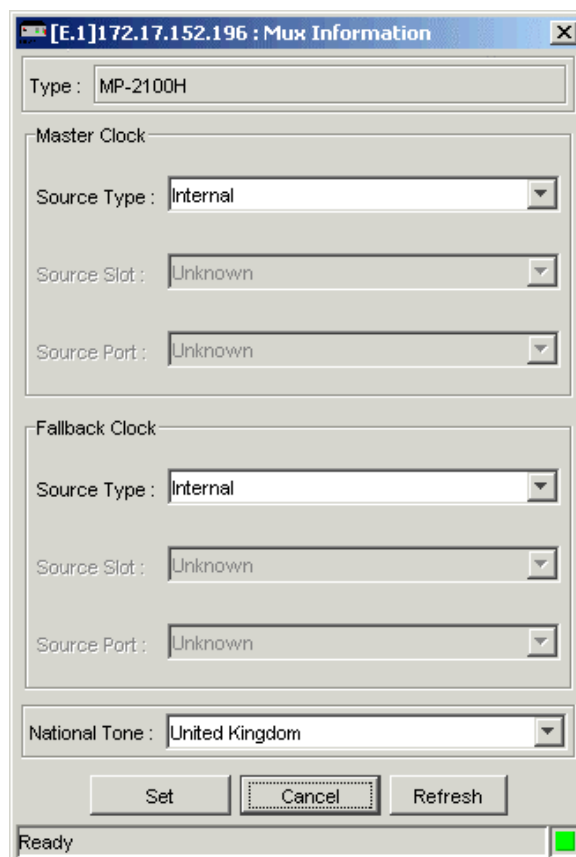 [E.1]172.17.152.196 : Mux Information
Type : MP-2100H
Master Clock
Source Type : Internal
Source Slot : Unknown
Source Port : Unknown
Fallback Clock
Source Type : Internal
Source Slot : Unknown
Source Port : Unknown
National Tone : United Kingdom
Set Cancel Refresh
Ready